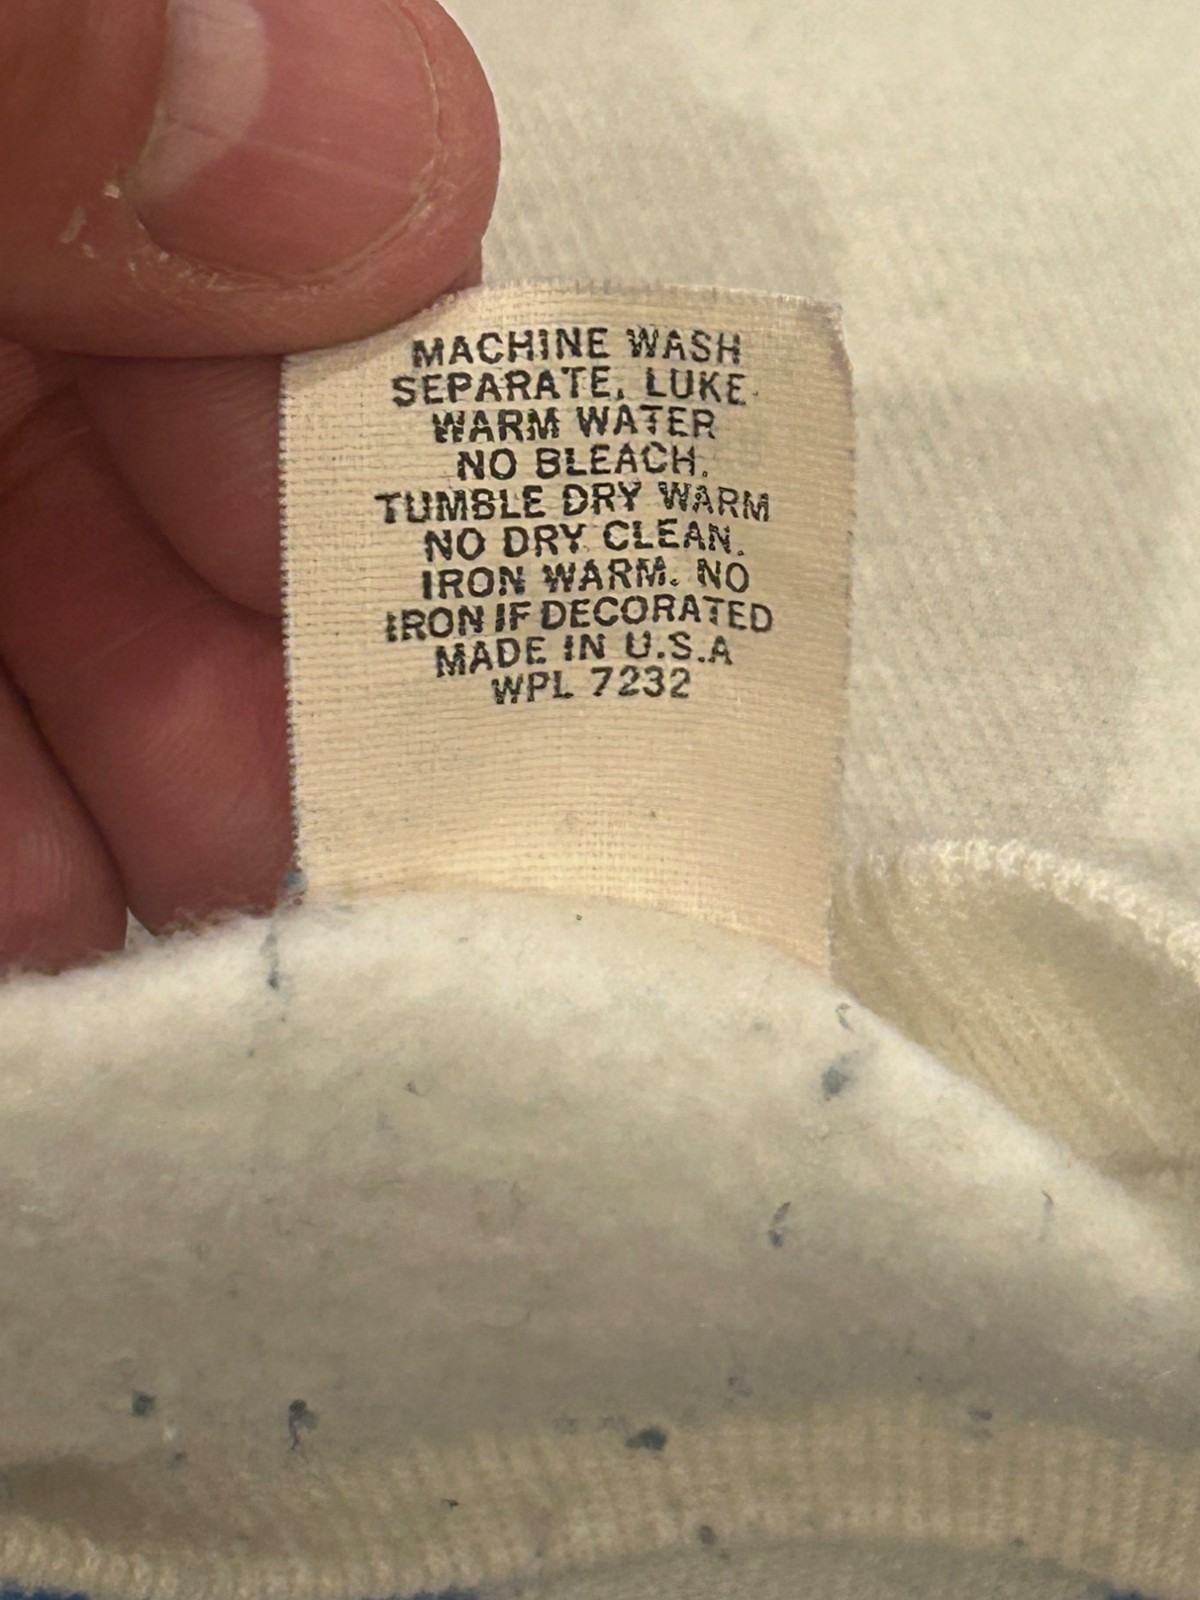 MACHINE WASH
SEPARATE, LUKE
WARM WATER
NO BLEACH.
TUMBLE DRY WARM
NO DRY CLEAN.
IRON WARM. NO
IRON IF DECORATED
MADE IN U.S.A
WPL 7232